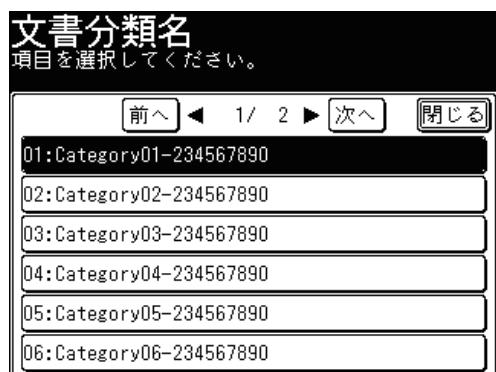 文書分類名
項目を選択してください。
前へ ◀ 1/ 2 ▶ 次へ 閉じる
01:Category01-234567890
02:Category02-234567890
03:Category03-234567890
04:Category04-234567890
05:Category05-234567890
06:Category06-234567890